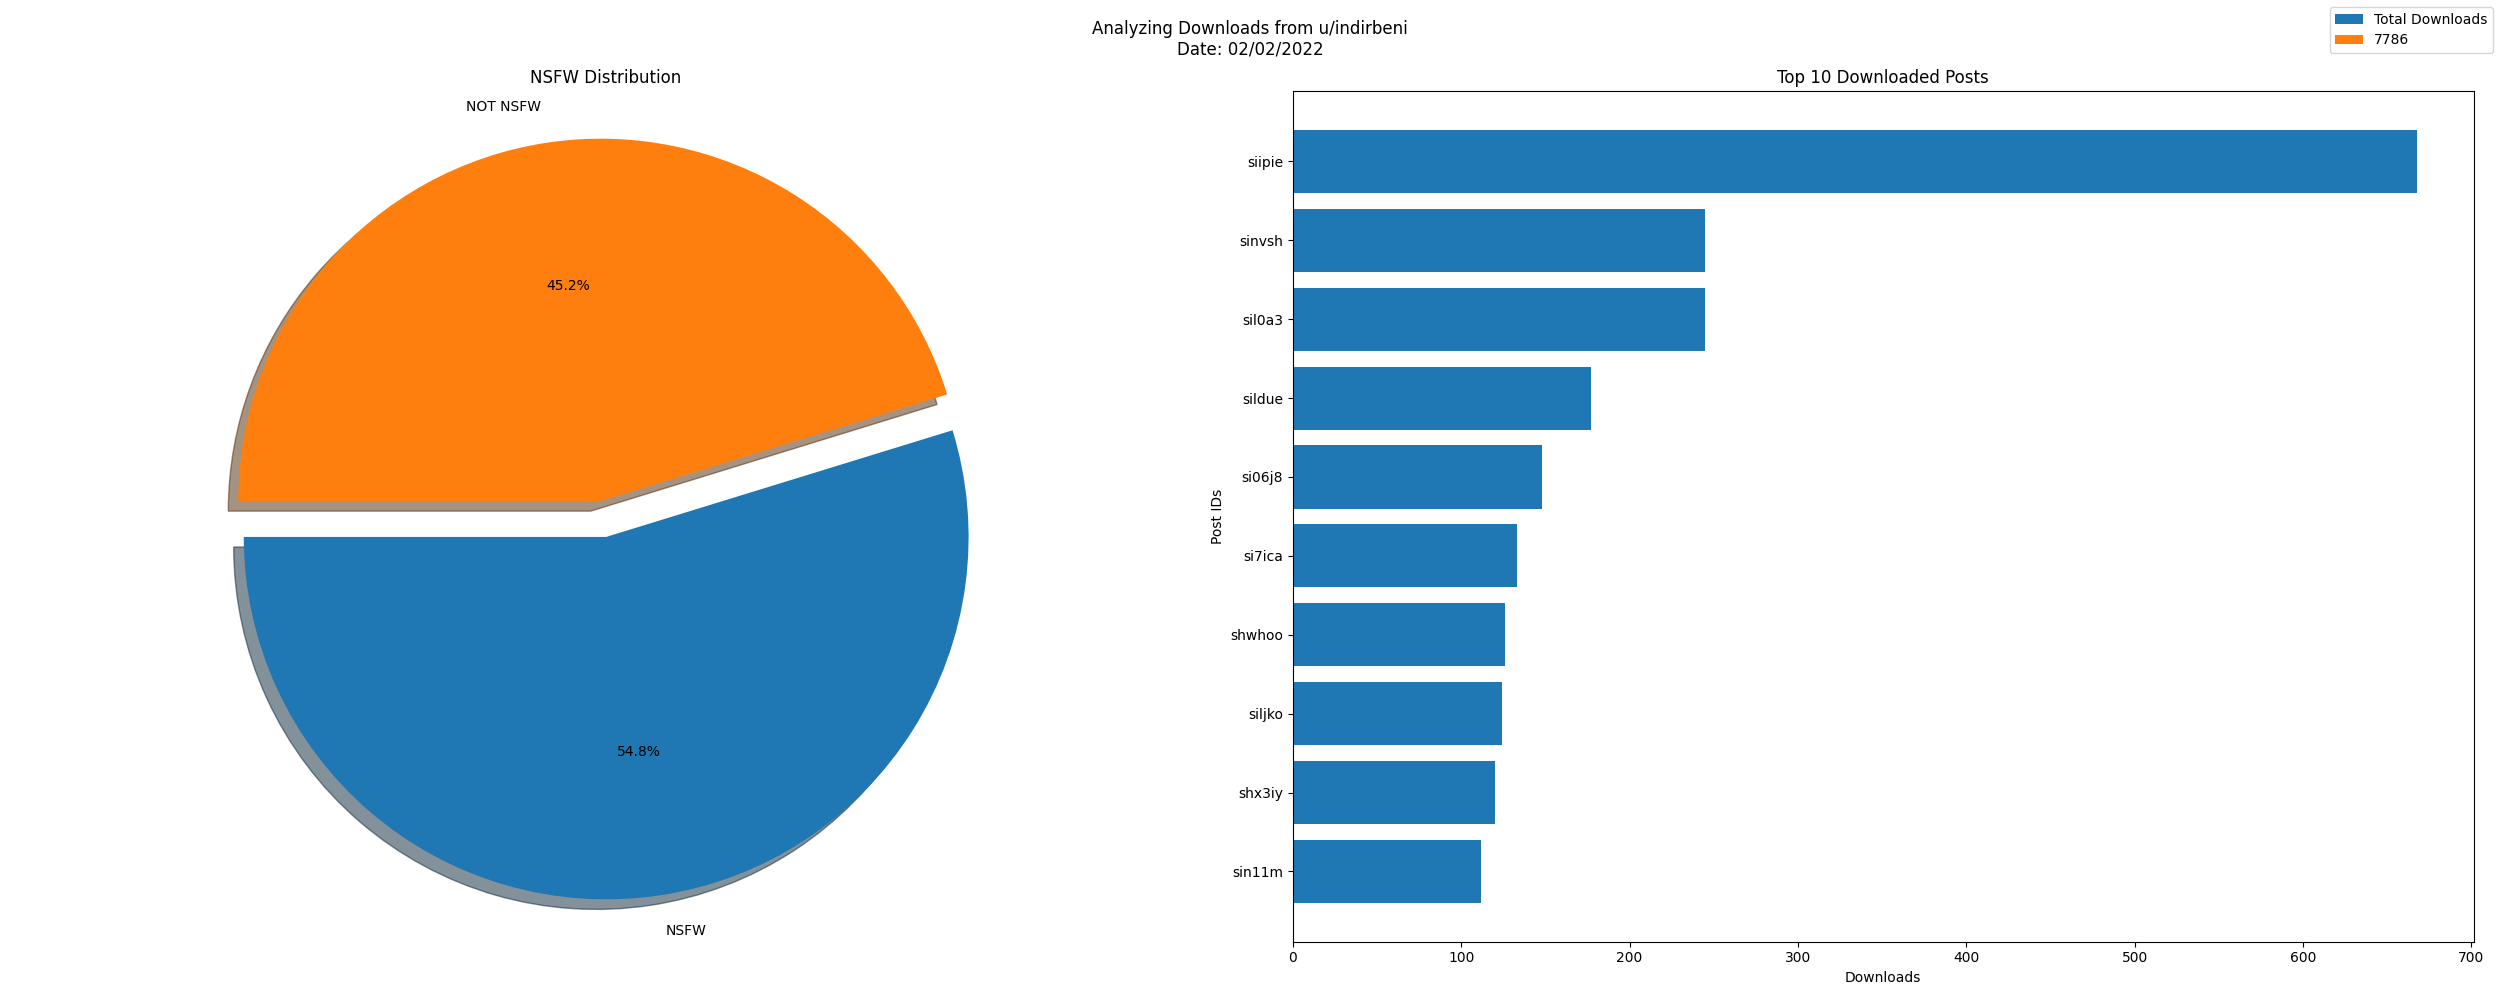 Analyzing Downloads from u/indirbeni
Date: 02/02/2022
Total Downloads
7786
NSFW Distribution
NOT NSFW
45.2%
54.8%
NSFW
Top 10 Downloaded Posts
Post IDs
siipie
sinvsh
sil0a3
sildue
si06j8
si7ica
shwhoo
siljko
shx3iy
sin11m
0 100 200 300 400 500 600 700
Downloads